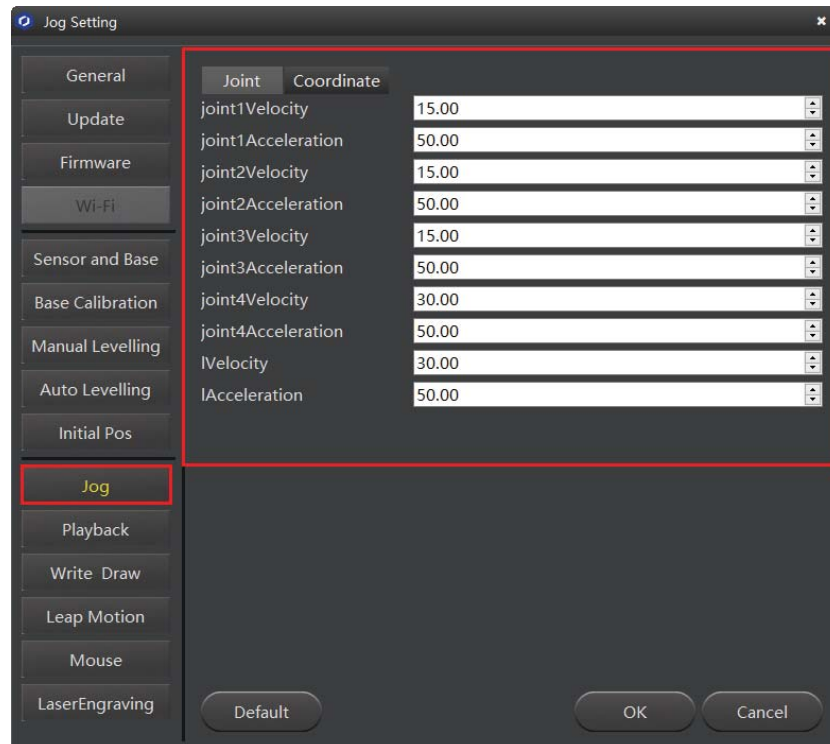 Jog Setting
General
Update
Firmware
Wi-Fi
Sensor and Base
Base Calibration
Manual Levelling
Auto Levelling
Initial Pos
Jog
Playback
Write Draw
Leap Motion
Mouse
LaserEngraving
Joint Coordinate
joint1Velocity 15.00
joint1Acceleration 50.00
joint2Velocity 15.00
joint2Acceleration 50.00
joint3Velocity 15.00
joint3Acceleration 50.00
joint4Velocity 30.00
joint4Acceleration 50.00
lVelocity 30.00
lAcceleration 50.00
Default OK Cancel